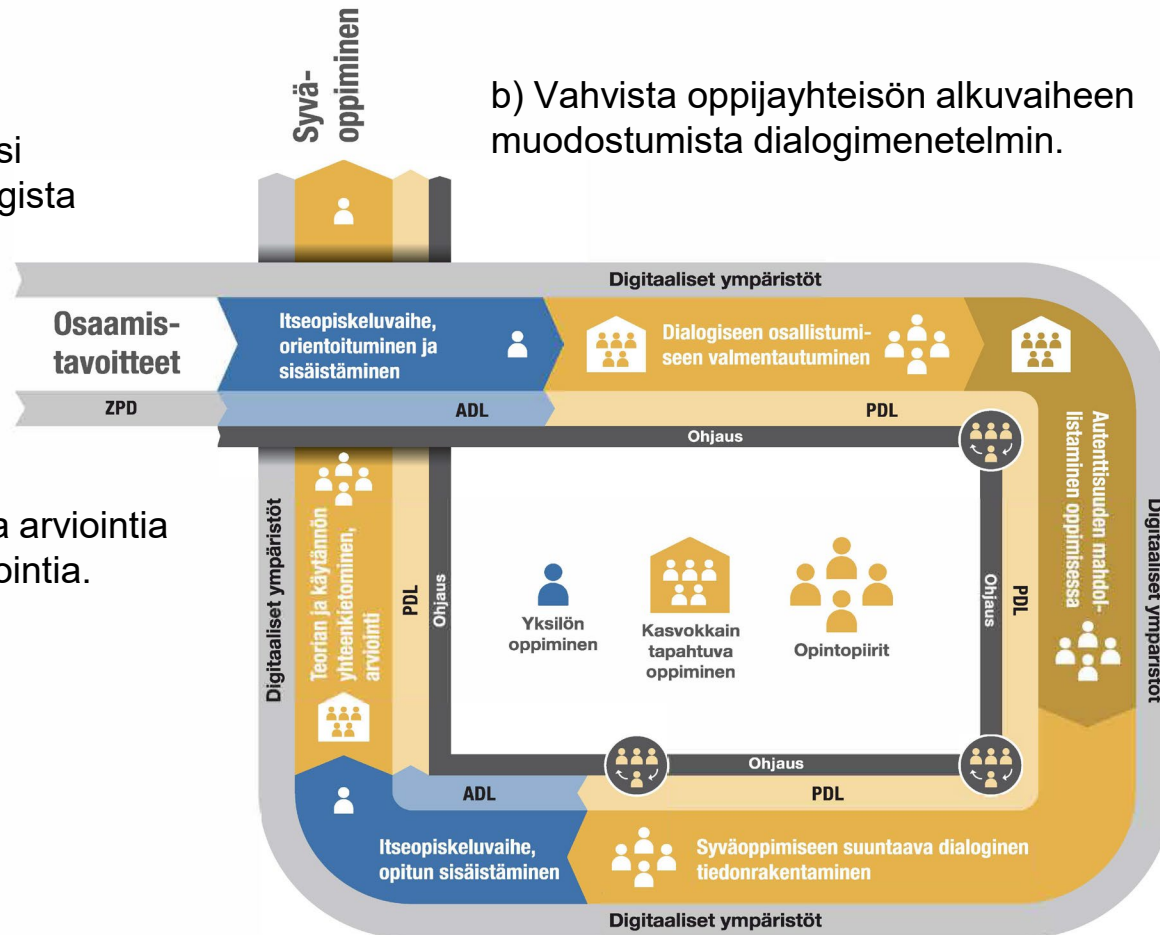 Syvä-
oppiminen
b) Vahvista oppijayhteisön alkuvaiheen
muodostumista dialogimenetelmin.
si
gista
Digitaaliset ympäristöt
Osaamis-
tavoitteet
Itseopiskeluvaihe,
orientoituminen ja
sisäistäminen
Dialogiseen osallistumi-
seen valmentautuminen
ZPD
ADL
PDL
Ohjaus
Autenttisuuden mahdol-
listaminen oppimisessa
PDL
Ohjaus
Digitaaliset ympäristöt
a arviointia
ointia.
Digitaaliset ympäristöt
Teorian ja käytännön
yhteenkietominen,
arviointi
PDL
Ohjaus
Yksilön
oppiminen
Kasvokkain
tapahtuva
oppiminen
Opintopiirit
Ohjaus
ADL
PDL
Itseopiskeluvaihe,
opitun sisäistäminen
Syväoppimiseen suuntaava dialoginen
tiedonrakentaminen
Digitaaliset ympäristöt